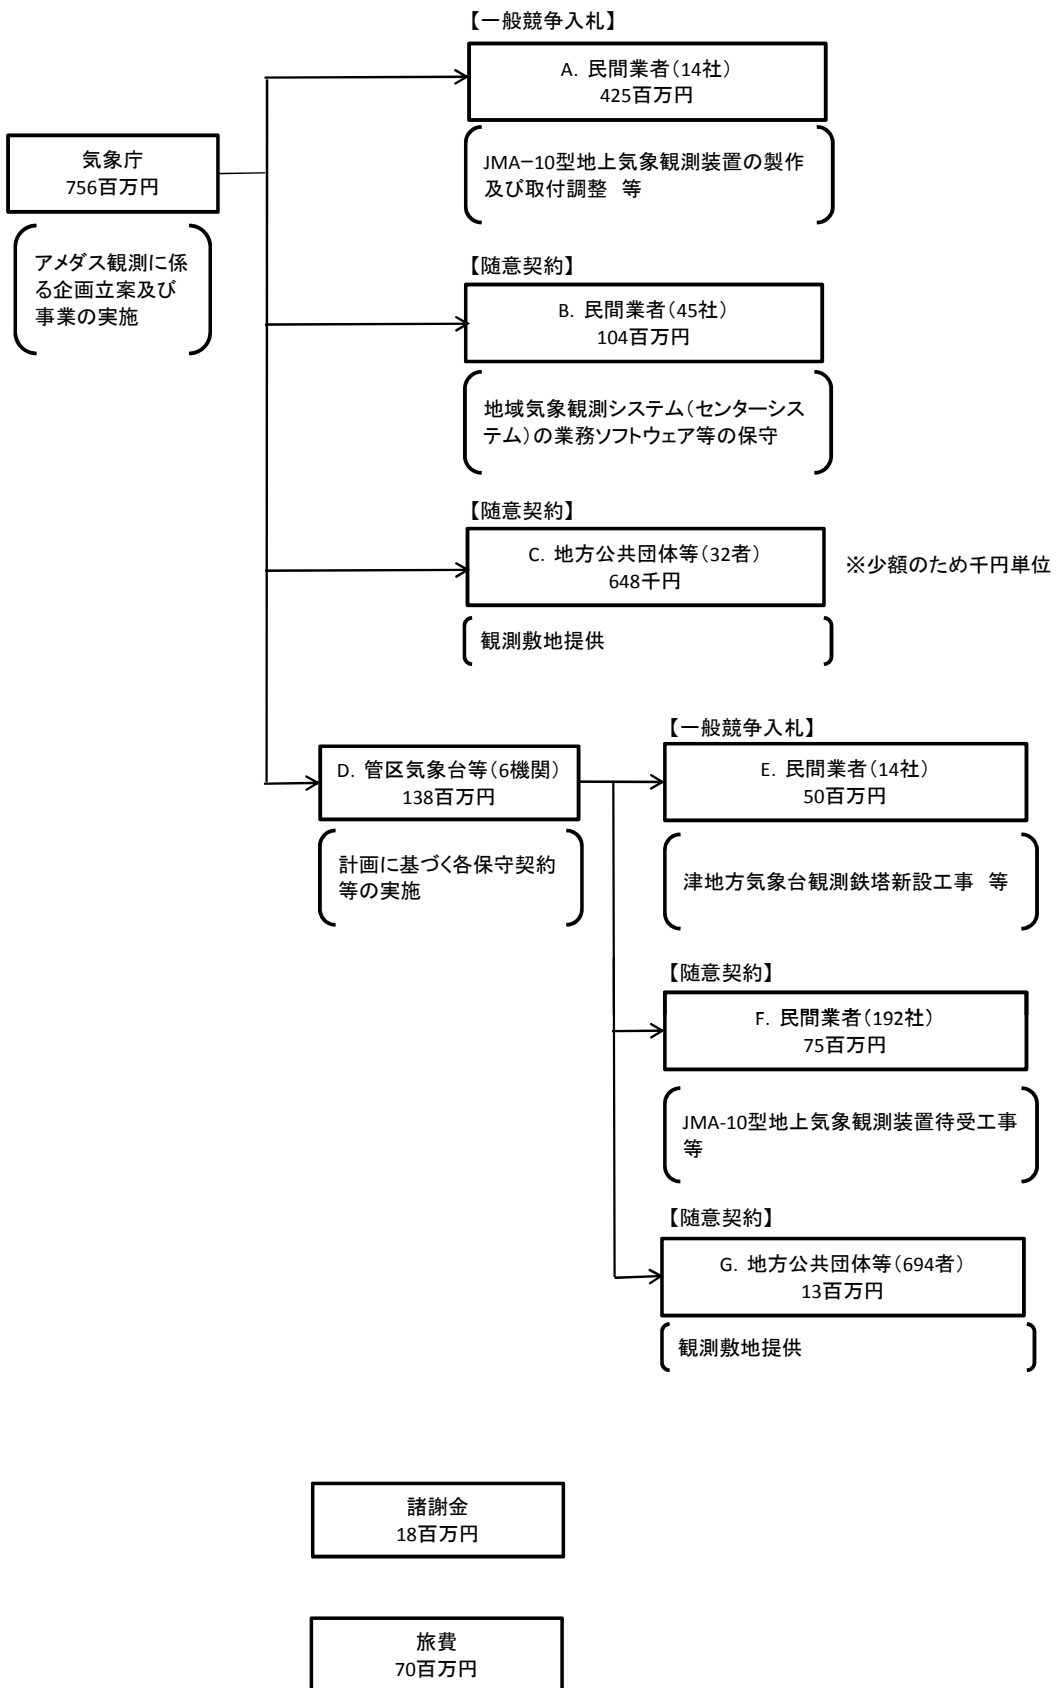 【一般競争入札】
A. 民間業者（14社）
425百万円
JMA−10型地上気象観測装置の製作
及び取付調整　等
気象庁
756百万円
アメダス観測に係
る企画立案及び
事業の実施
【随意契約】
B. 民間業者（45社）
104百万円
地域気象観測システム（センターシス
テム）の業務ソフトウェア等の保守
【随意契約】
C. 地方公共団体等（32者）
648千円
※少額のため千円単位
観測敷地提供
D. 管区気象台等（6機関）
138百万円
計画に基づく各保守契約
等の実施
【一般競争入札】
E. 民間業者（14社）
50百万円
津地方気象台観測鉄塔新設工事　等
【随意契約】
F. 民間業者（192社）
75百万円
JMA-10型地上気象観測装置待受工事
等
【随意契約】
G. 地方公共団体等（694者）
13百万円
観測敷地提供
諸謝金
18百万円
旅費
70百万円